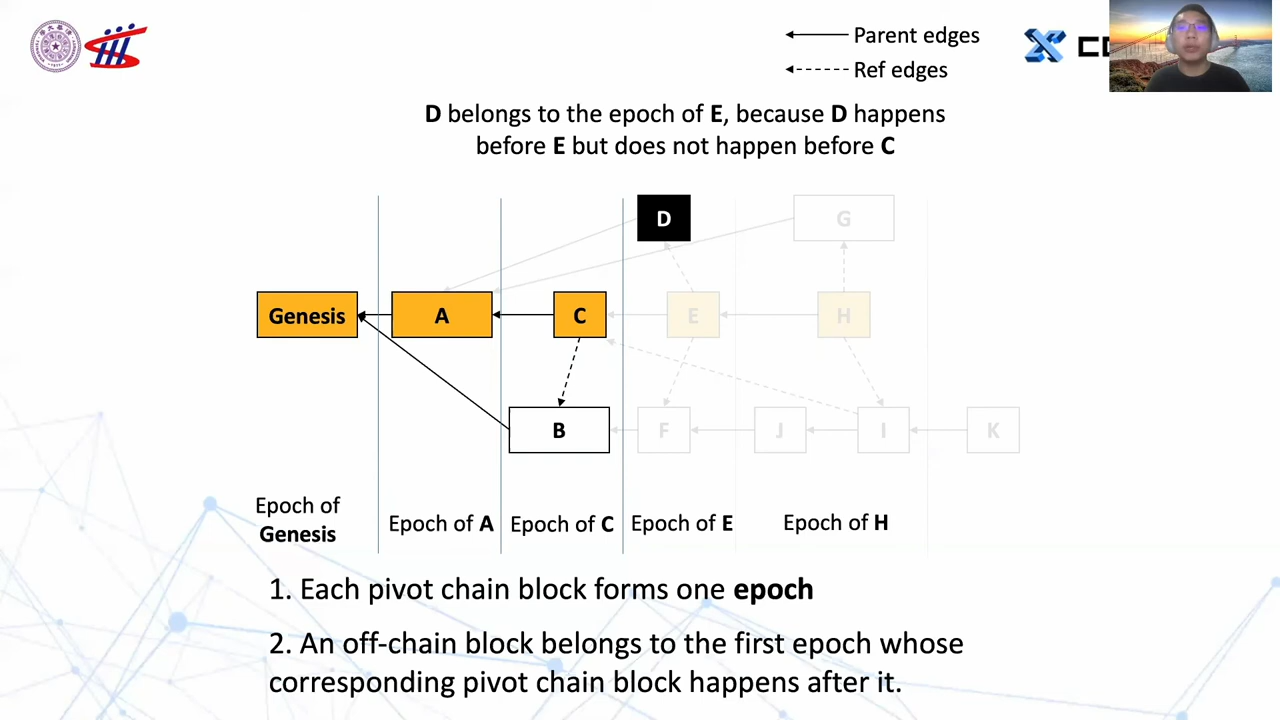 Parent edges
Ref edges
D belongs to the epoch of E, because D happens
before E but does not happen before C
D
G
Genesis
A
C
E
H
B
F
J
I
K
Epoch of
Genesis
Epoch of A
Epoch of C
Epoch of E
Epoch of H
1. Each pivot chain block forms one epoch
2. An off-chain block belongs to the first epoch whose
corresponding pivot chain block happens after it.